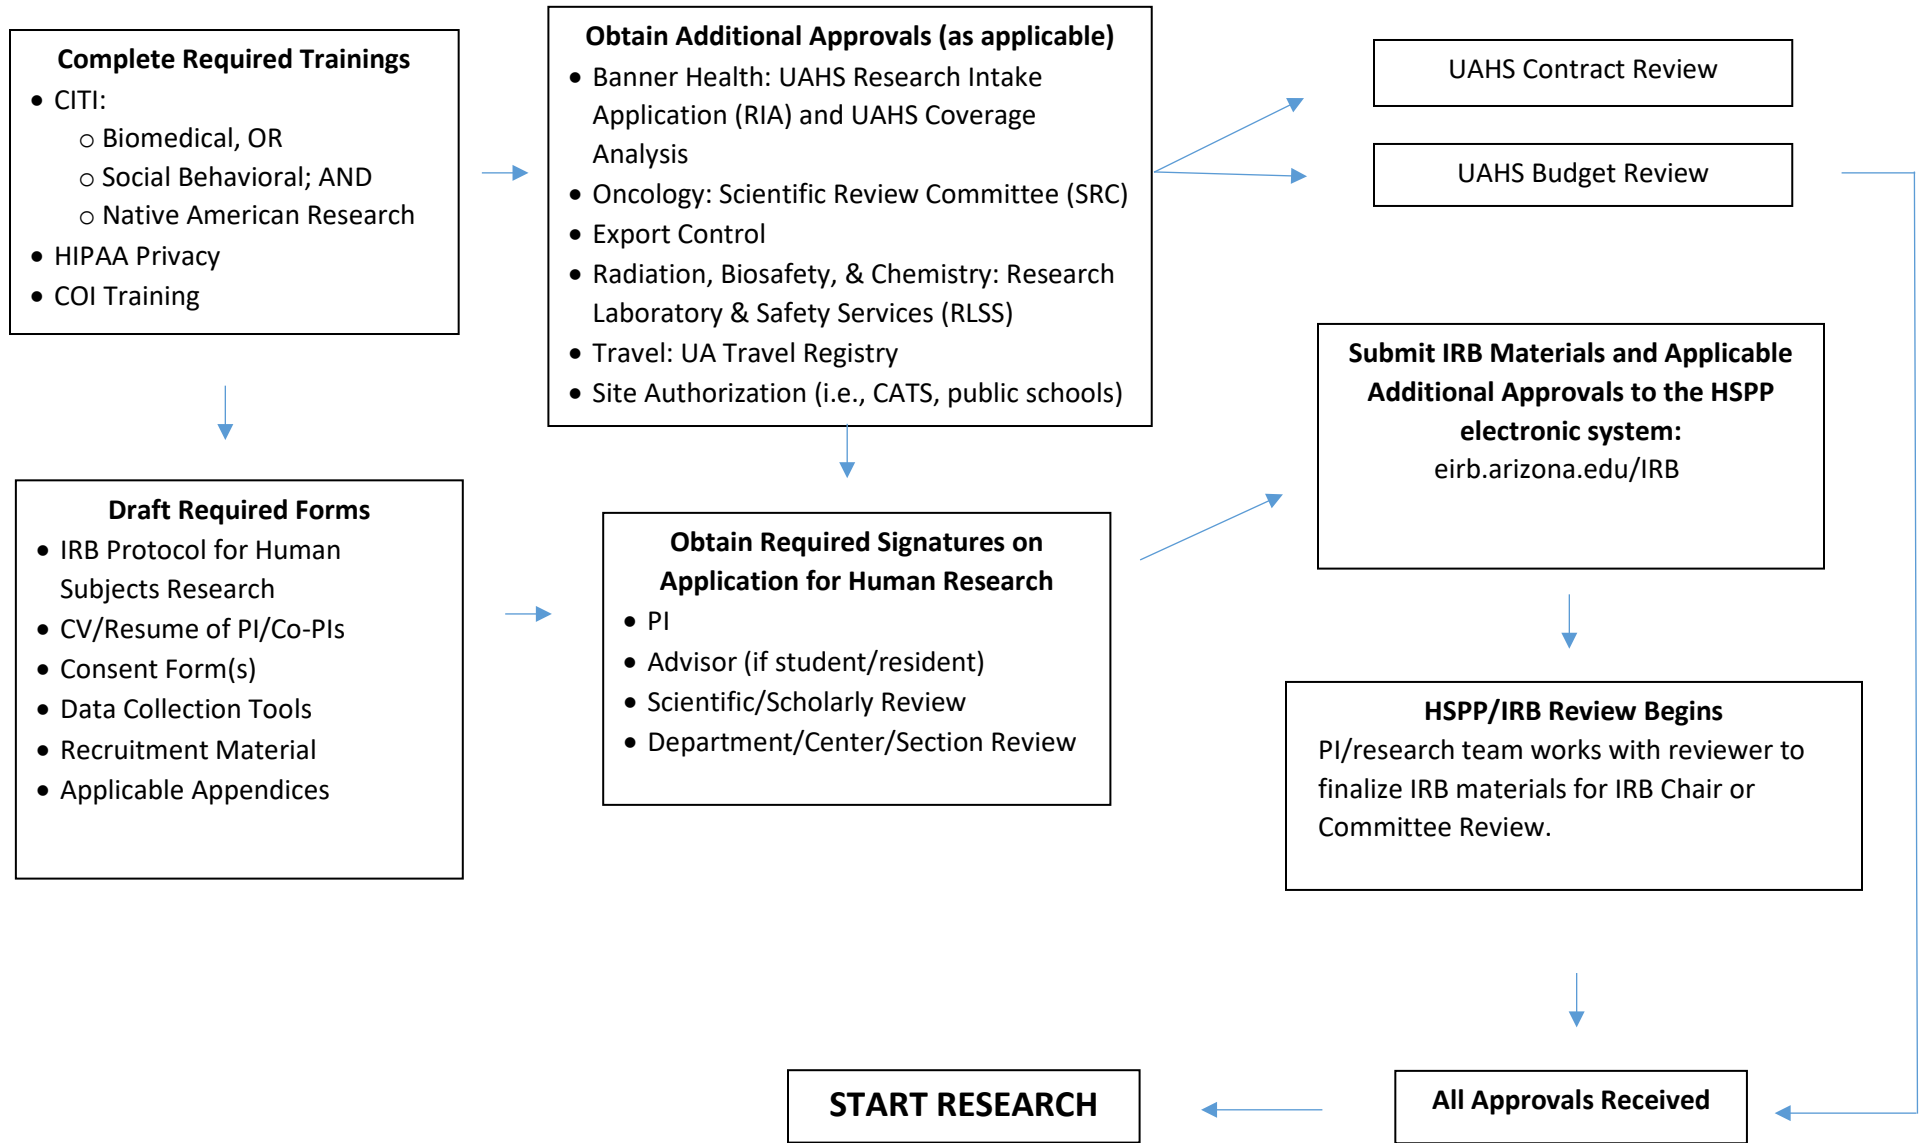 Complete Required Trainings
• CITI:
o Biomedical, OR
o Social Behavioral; AND
o Native American Research
• HIPAA Privacy
• COI Training
Obtain Additional Approvals (as applicable)
• Banner Health: UAHS Research Intake
Application (RIA) and UAHS Coverage
Analysis
• Oncology: Scientific Review Committee (SRC)
• Export Control
• Radiation, Biosafety, & Chemistry: Research
Laboratory & Safety Services (RLSS)
• Travel: UA Travel Registry
• Site Authorization (i.e., CATS, public schools)
UAHS Contract Review
UAHS Budget Review
Draft Required Forms
• IRB Protocol for Human
Subjects Research
• CV/Resume of PI/Co-PIs
• Consent Form(s)
• Data Collection Tools
• Recruitment Material
• Applicable Appendices
Obtain Required Signatures on
Application for Human Research
• PI
• Advisor (if student/resident)
• Scientific/Scholarly Review
• Department/Center/Section Review
Submit IRB Materials and Applicable
Additional Approvals to the HSPP
electronic system:
eirb.arizona.edu/IRB
HSPP/IRB Review Begins
PI/research team works with reviewer to
finalize IRB materials for IRB Chair or
Committee Review.
All Approvals Received
START RESEARCH